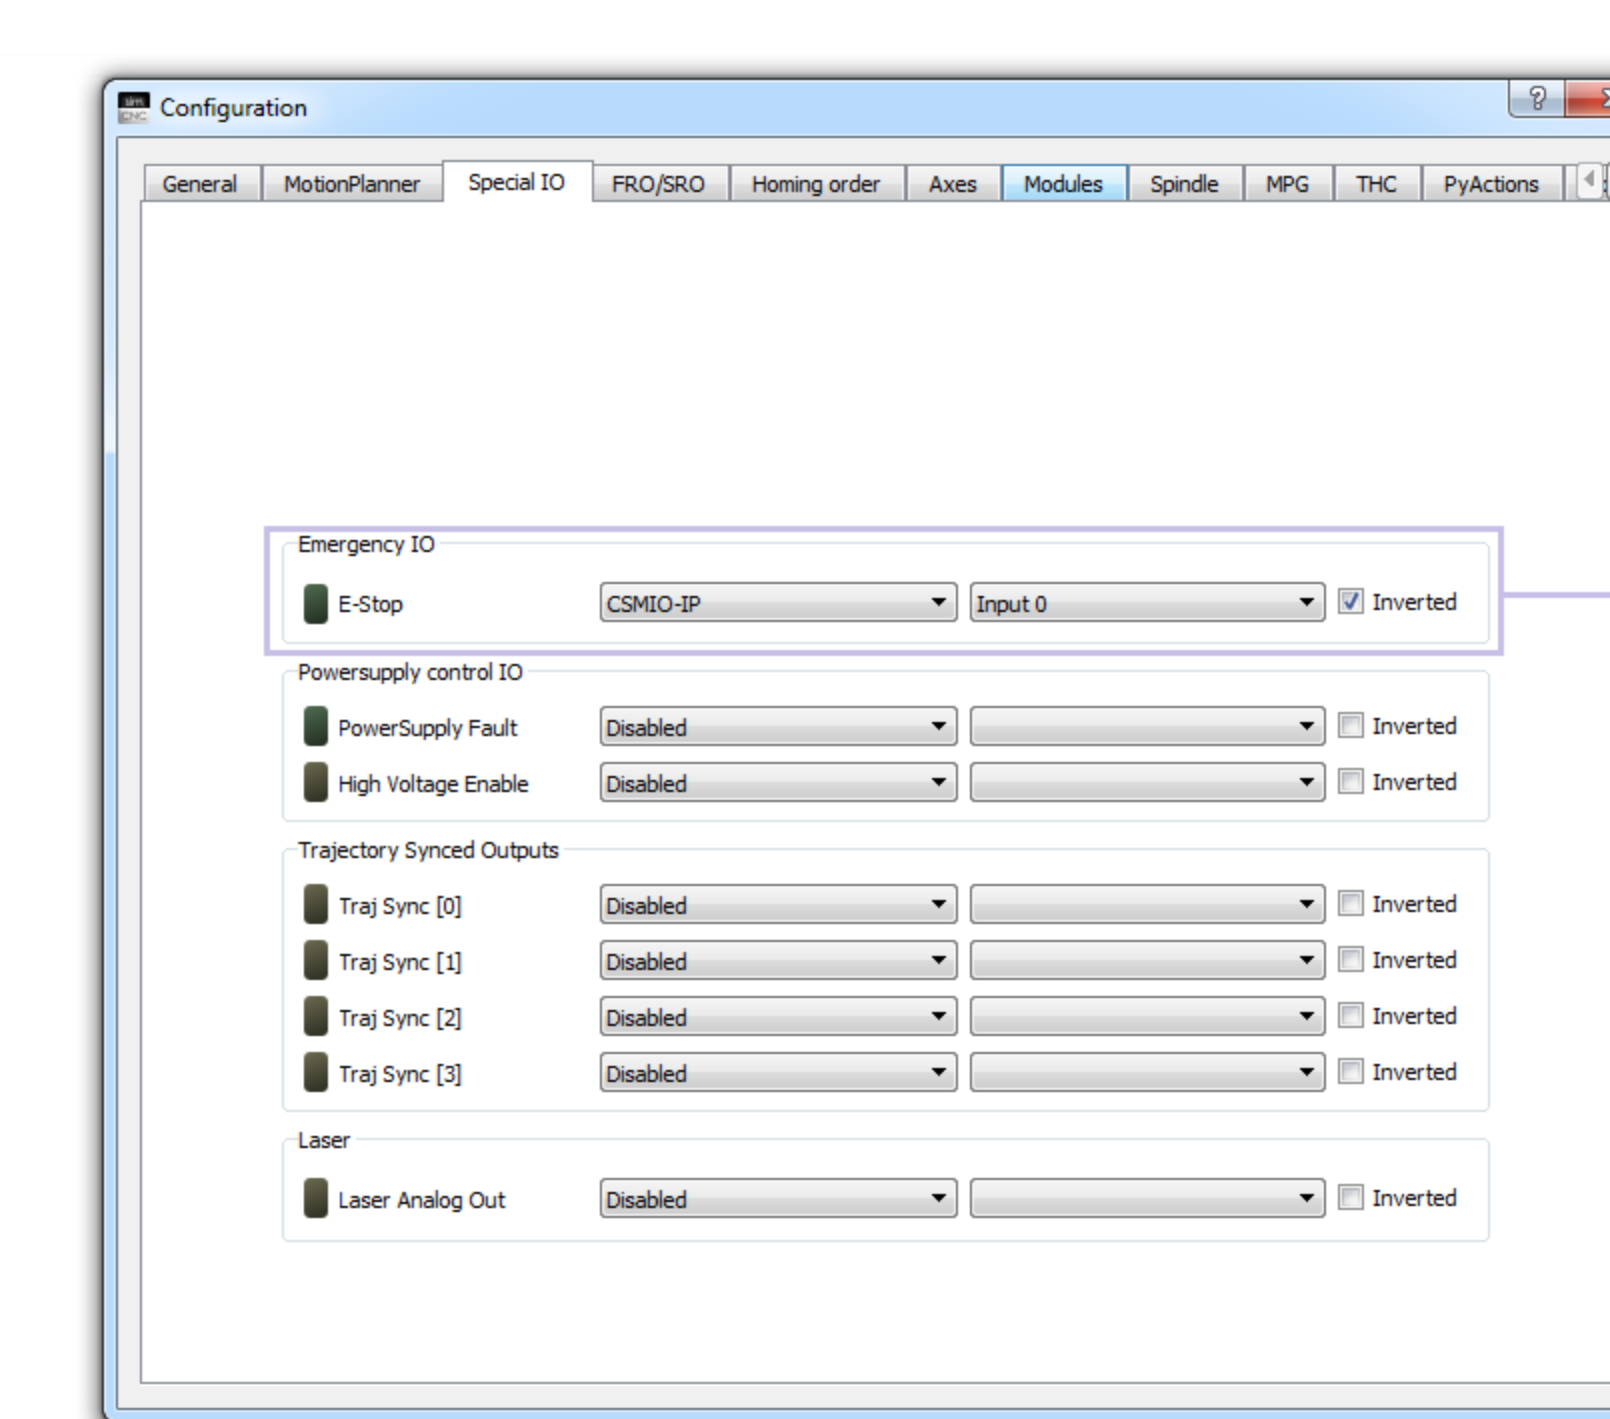 sim
CNC
Configuration
General MotionPlanner Special IO FRO/SRO Homing order Axes Modules Spindle MPG THC PyActions
Emergency IO
E-Stop CSMIO-IP Input 0 Inverted
Powersupply control IO
PowerSupply Fault Disabled Inverted
High Voltage Enable Disabled Inverted
Trajectory Synced Outputs
Traj Sync [0] Disabled Inverted
Traj Sync [1] Disabled Inverted
Traj Sync [2] Disabled Inverted
Traj Sync [3] Disabled Inverted
Laser
Laser Analog Out Disabled Inverted